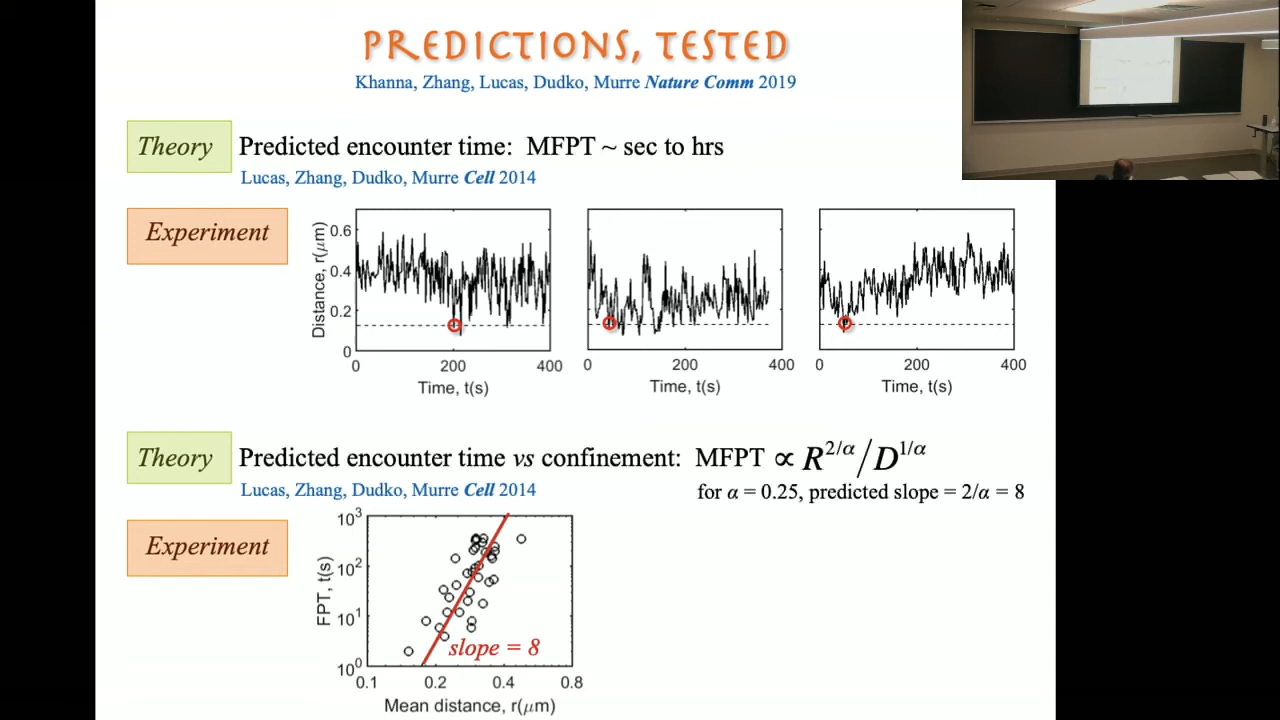 PREDICTIONS, TESTED
Khanna, Zhang, Lucas, Dudko, Murre Nature Comm 2019
Theory
Predicted encounter time: MFPT ~ sec to hrs
Lucas, Zhang, Dudko, Murre Cell 2014
Experiment
Distance, r(μm)
0.6
0.4
0.2
0
0 200 400
Time, t(s)
0 200 400
Time, t(s)
0 200 400
Time, t(s)
Theory
Predicted encounter time vs confinement: MFPT ∝ R^{2/α}/D^{1/α}
Lucas, Zhang, Dudko, Murre Cell 2014
for α = 0.25, predicted slope = 2/α = 8
Experiment
FPT, t(s)
10³
10²
10¹
10⁰
slope = 8
0.1 0.2 0.4 0.8
Mean distance, r(μm)